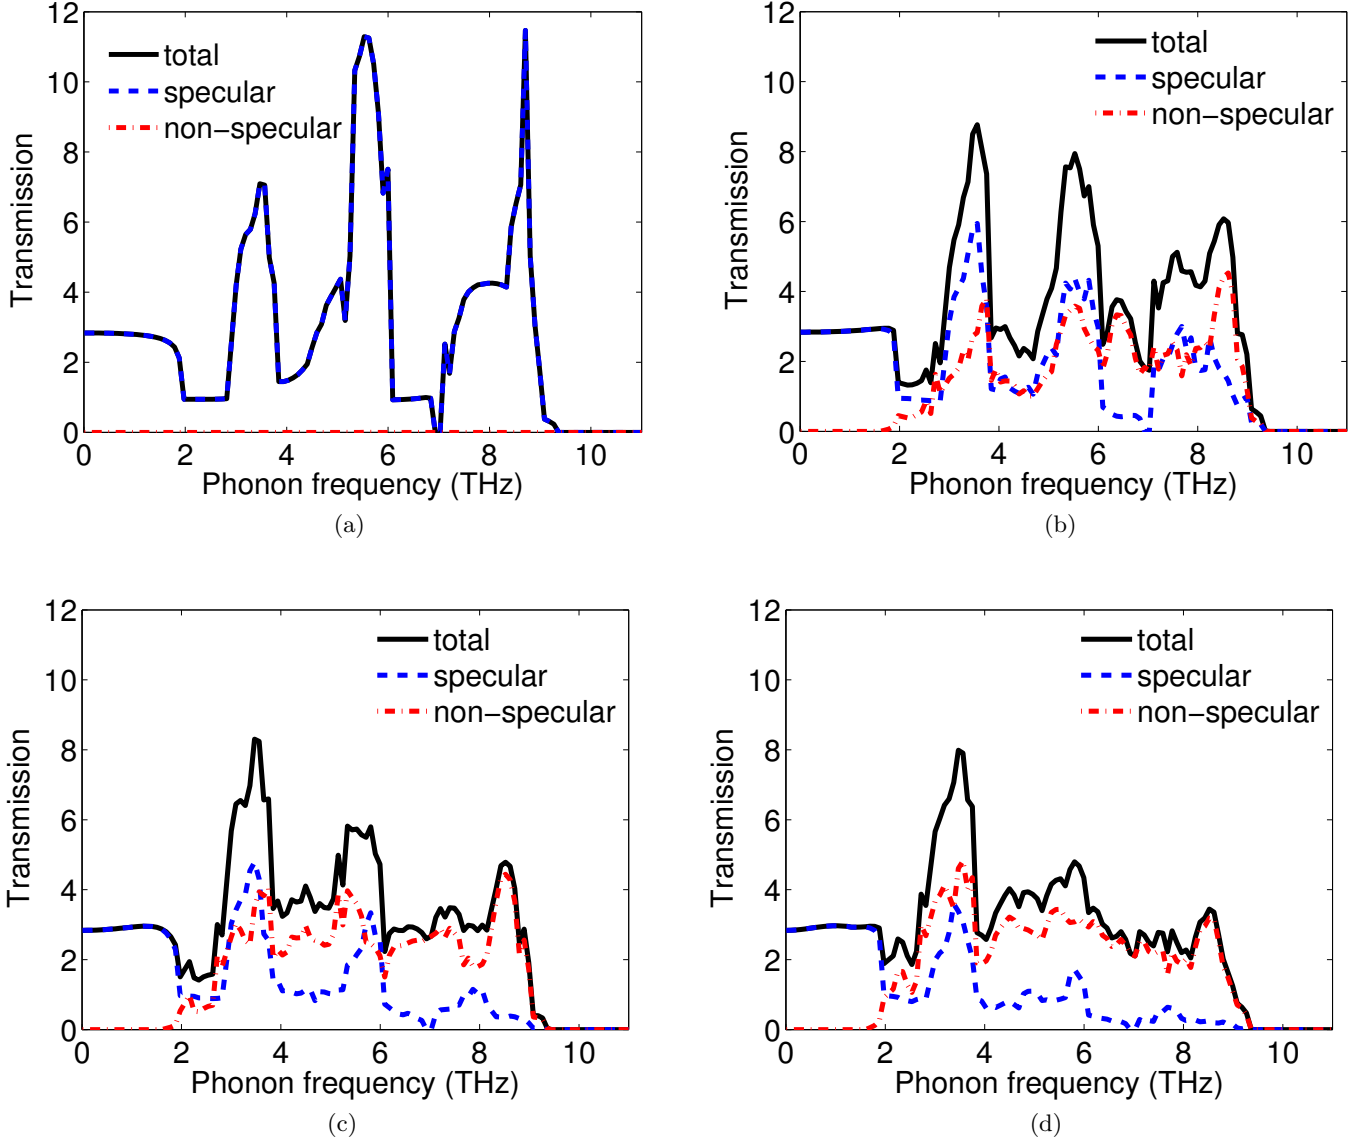 12
10
8
6
4
2
0
Transmission
total
specular
non−specular
0 2 4 6 8 10
Phonon frequency (THz)
(a)
12
10
8
6
4
2
0
Transmission
total
specular
non−specular
0 2 4 6 8 10
Phonon frequency (THz)
(b)
12
10
8
6
4
2
0
Transmission
total
specular
non−specular
0 2 4 6 8 10
Phonon frequency (THz)
(c)
12
10
8
6
4
2
0
Transmission
total
specular
non−specular
0 2 4 6 8 10
Phonon frequency (THz)
(d)